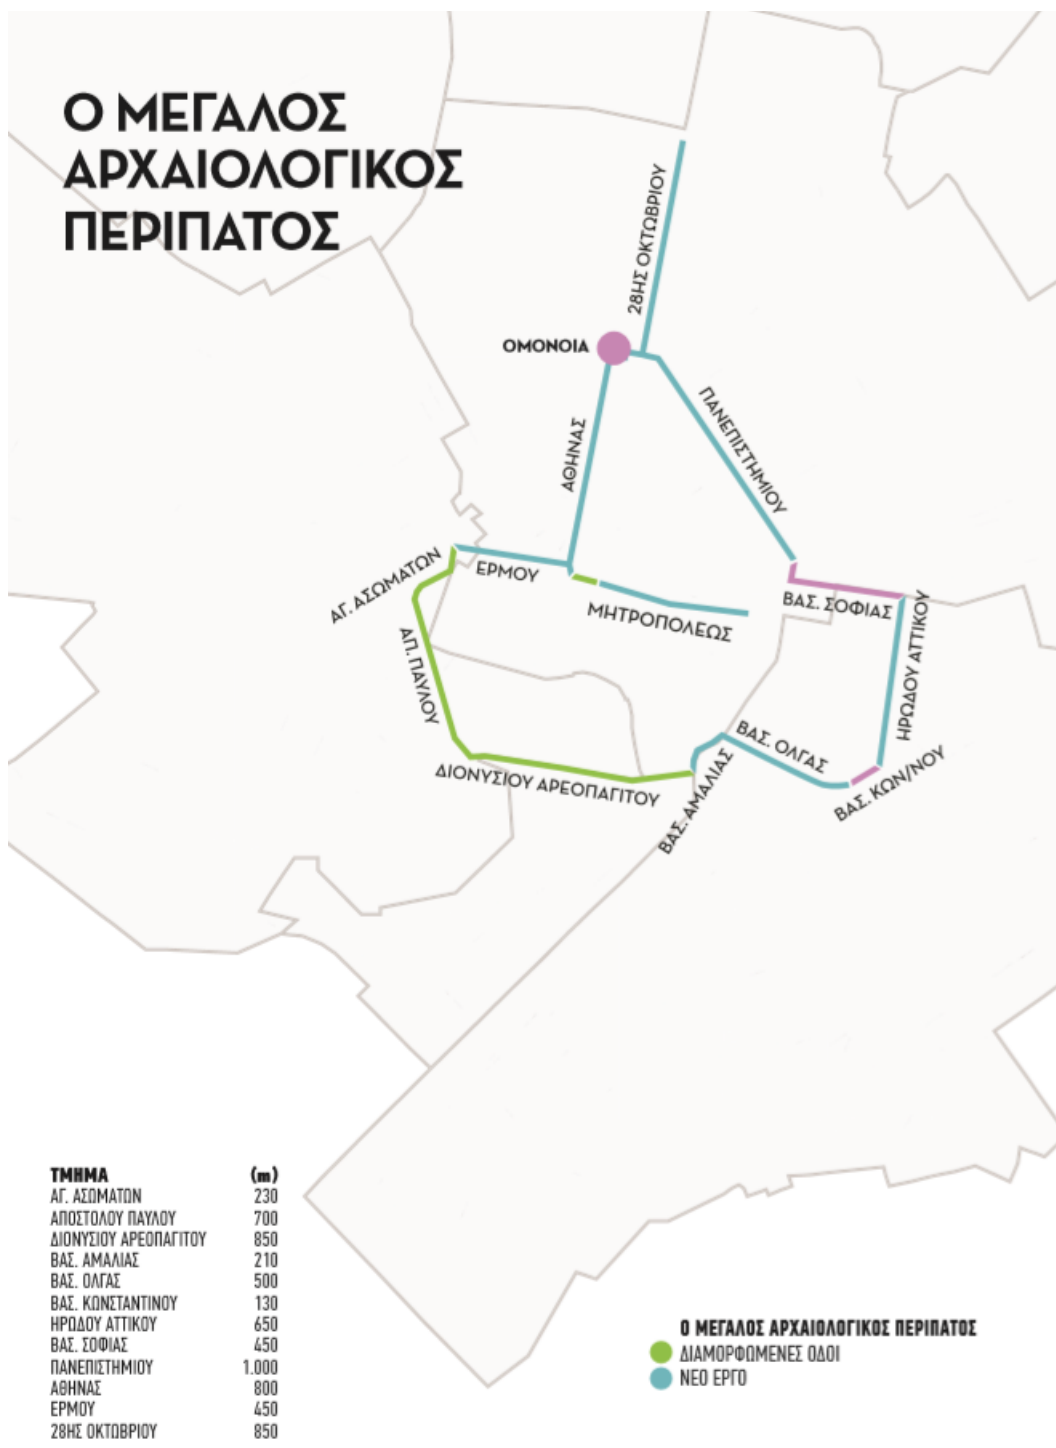 Ο ΜΕΓΑΛΟΣ
ΑΡΧΑΙΟΛΟΓΙΚΟΣ
ΠΕΡΙΠΑΤΟΣ
28ΗΣ ΟΚΤΩΒΡΙΟΥ
ΟΜΟΝΟΙΑ
ΠΑΝΕΠΙΣΤΗΜΙΟΥ
ΑΘΗΝΑΣ
ΑΓ. ΑΣΩΜΑΤΩΝ
ΕΡΜΟΥ
ΜΗΤΡΟΠΟΛΕΩΣ
ΒΑΣ. ΣΟΦΙΑΣ
ΗΡΩΔΟΥ ΑΤΤΙΚΟΥ
ΑΠ. ΠΑΥΛΟΥ
ΔΙΟΝΥΣΙΟΥ ΑΡΕΟΠΑΓΙΤΟΥ
ΒΑΣ. ΑΜΑΛΙΑΣ
ΒΑΣ. ΟΛΓΑΣ
ΒΑΣ. ΚΩΝ/ΝΟΥ
ΤΜΗΜΑ (m)
ΑΓ. ΑΣΩΜΑΤΩΝ 230
ΑΠΟΣΤΟΛΟΥ ΠΑΥΛΟΥ 700
ΔΙΟΝΥΣΙΟΥ ΑΡΕΟΠΑΓΙΤΟΥ 850
ΒΑΣ. ΑΜΑΛΙΑΣ 210
ΒΑΣ. ΟΛΓΑΣ 500
ΒΑΣ. ΚΩΝΣΤΑΝΤΙΝΟΥ 130
ΗΡΩΔΟΥ ΑΤΤΙΚΟΥ 650
ΒΑΣ. ΣΟΦΙΑΣ 450
ΠΑΝΕΠΙΣΤΗΜΙΟΥ 1.000
ΑΘΗΝΑΣ 800
ΕΡΜΟΥ 450
28ΗΣ ΟΚΤΩΒΡΙΟΥ 850
Ο ΜΕΓΑΛΟΣ ΑΡΧΑΙΟΛΟΓΙΚΟΣ ΠΕΡΙΠΑΤΟΣ
ΔΙΑΜΟΡΦΩΜΕΝΕΣ ΟΔΟΙ
ΝΕΟ ΕΡΓΟ